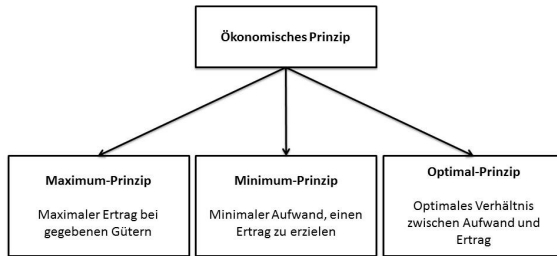 Ökonomisches Prinzip
Maximum-Prinzip
Maximaler Ertrag bei
gegebenen Gütern
Minimum-Prinzip
Minimaler Aufwand, einen
Ertrag zu erzielen
Optimal-Prinzip
Optimales Verhältnis
zwischen Aufwand und
Ertrag